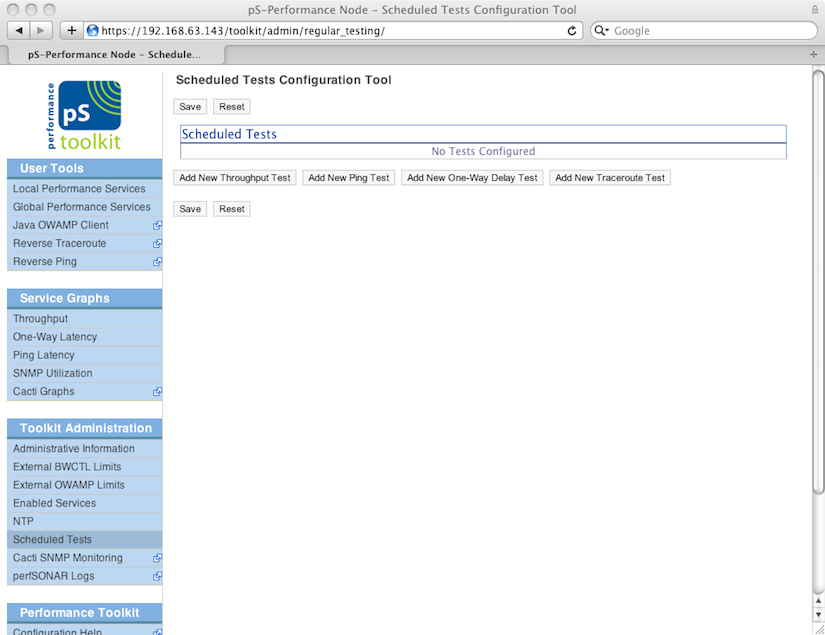 pS-Performance Node - Scheduled Tests Configuration Tool
https://192.168.63.143/toolkit/admin/regular_testing/
Google
pS-Performance Node - Schedule...
performance
pS
toolkit
User Tools
Local Performance Services
Global Performance Services
Java OWAMP Client
Reverse Traceroute
Reverse Ping
Service Graphs
Throughput
One-Way Latency
Ping Latency
SNMP Utilization
Cacti Graphs
Toolkit Administration
Administrative Information
External BWCTL Limits
External OWAMP Limits
Enabled Services
NTP
Scheduled Tests
Cacti SNMP Monitoring
perfSONAR Logs
Performance Toolkit
Configuration Help
Scheduled Tests Configuration Tool
Save Reset
Scheduled Tests
No Tests Configured
Add New Throughput Test Add New Ping Test Add New One-Way Delay Test Add New Traceroute Test
Save Reset